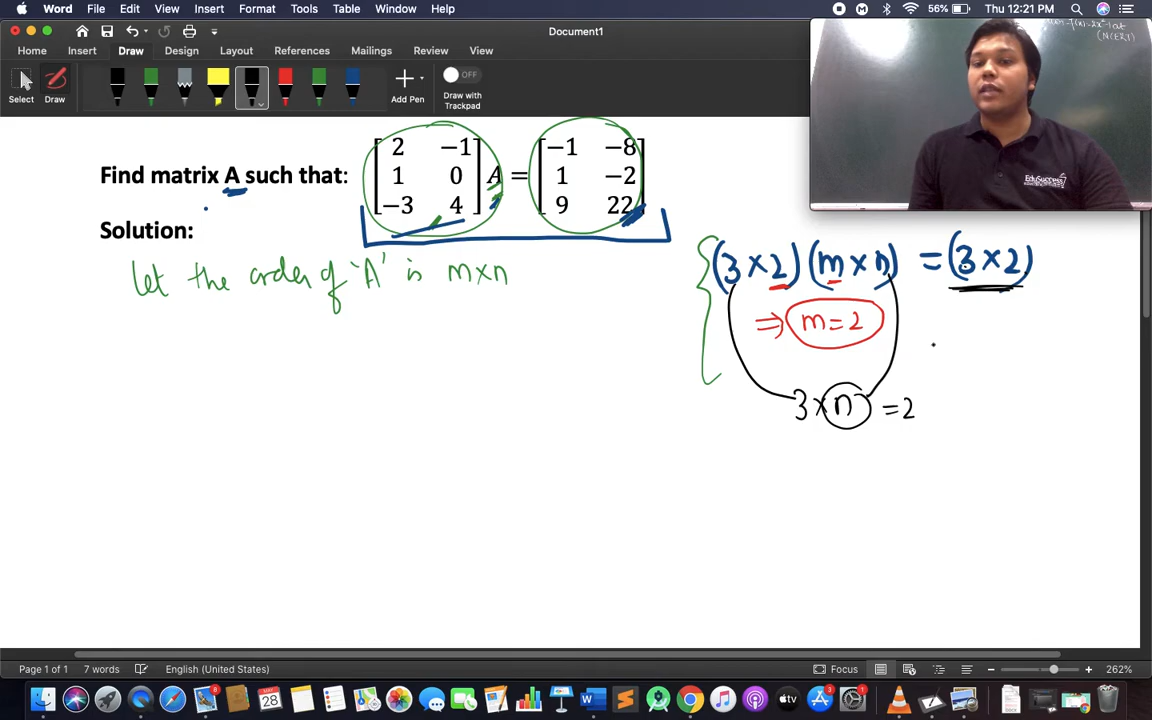 Word File Edit View Insert Format Tools Table Window Help 56% Thu 12:21 PM
Document1
Home Insert Draw Design Layout References Mailings Review View
OFF
Select Draw Add Pen Draw with Trackpad
Find matrix A such that: [2 −1 A = [−1 −8
1 0 1 −2
−3 4] 9 22]
Solution:
let the order of 'A' is m×n
(3×2)(m×n) = (3×2)
⇒ m=2
3×n =2
EduSuccess
Page 1 of 1 7 words English (United States) Focus 262%
28